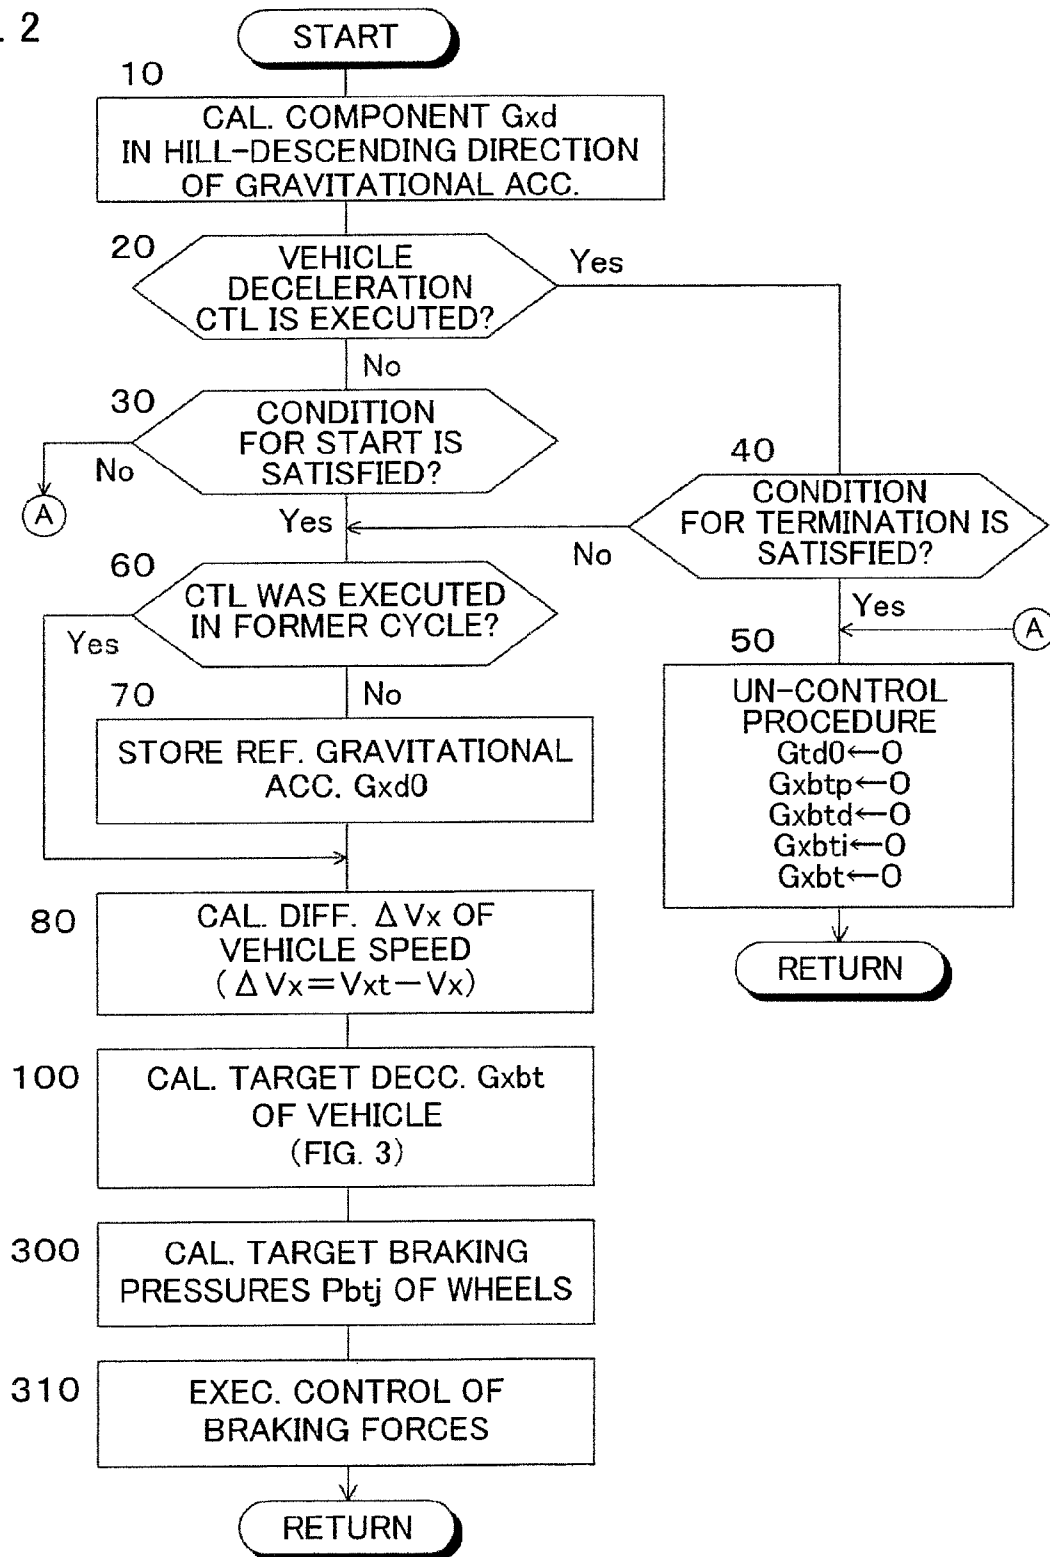 . 2
START
10
CAL. COMPONENT Gxd
IN HILL-DESCENDING DIRECTION
OF GRAVITATIONAL ACC.
20
VEHICLE
DECELERATION
CTL IS EXECUTED?
Yes
No
30
CONDITION
FOR START IS
SATISFIED?
No
A
Yes
40
CONDITION
FOR TERMINATION IS
SATISFIED?
No
Yes
A
60
CTL WAS EXECUTED
IN FORMER CYCLE?
Yes
No
50
UN-CONTROL
PROCEDURE
Gtd0←0
Gxbtp←0
Gxbtd←0
Gxbti←0
Gxbt←0
RETURN
70
STORE REF. GRAVITATIONAL
ACC. Gxd0
80
CAL. DIFF. ΔVx OF
VEHICLE SPEED
(ΔVx=Vxt−Vx)
100
CAL. TARGET DECC. Gxbt
OF VEHICLE
(FIG. 3)
300
CAL. TARGET BRAKING
PRESSURES Pbtj OF WHEELS
310
EXEC. CONTROL OF
BRAKING FORCES
RETURN